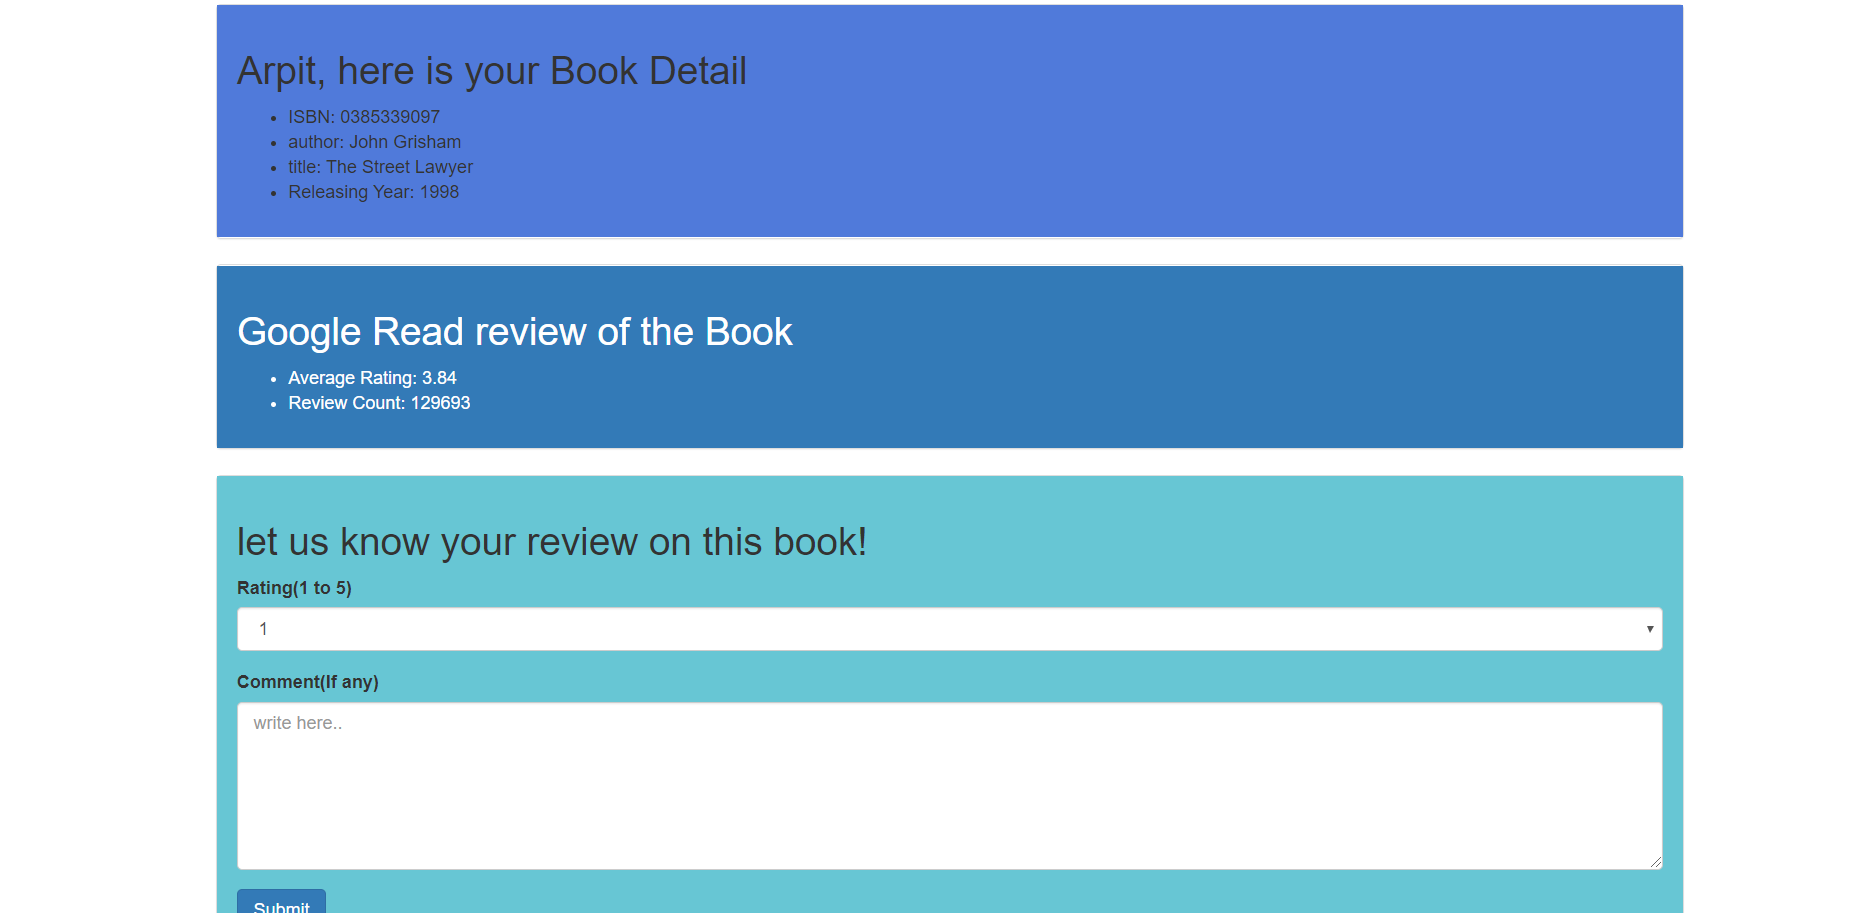 Arpit, here is your Book Detail
ISBN: 0385339097
author: John Grisham
title: The Street Lawyer
Releasing Year: 1998
Google Read review of the Book
Average Rating: 3.84
Review Count: 129693
let us know your review on this book!
Rating(1 to 5)
1
Comment(If any)
write here..
Submit